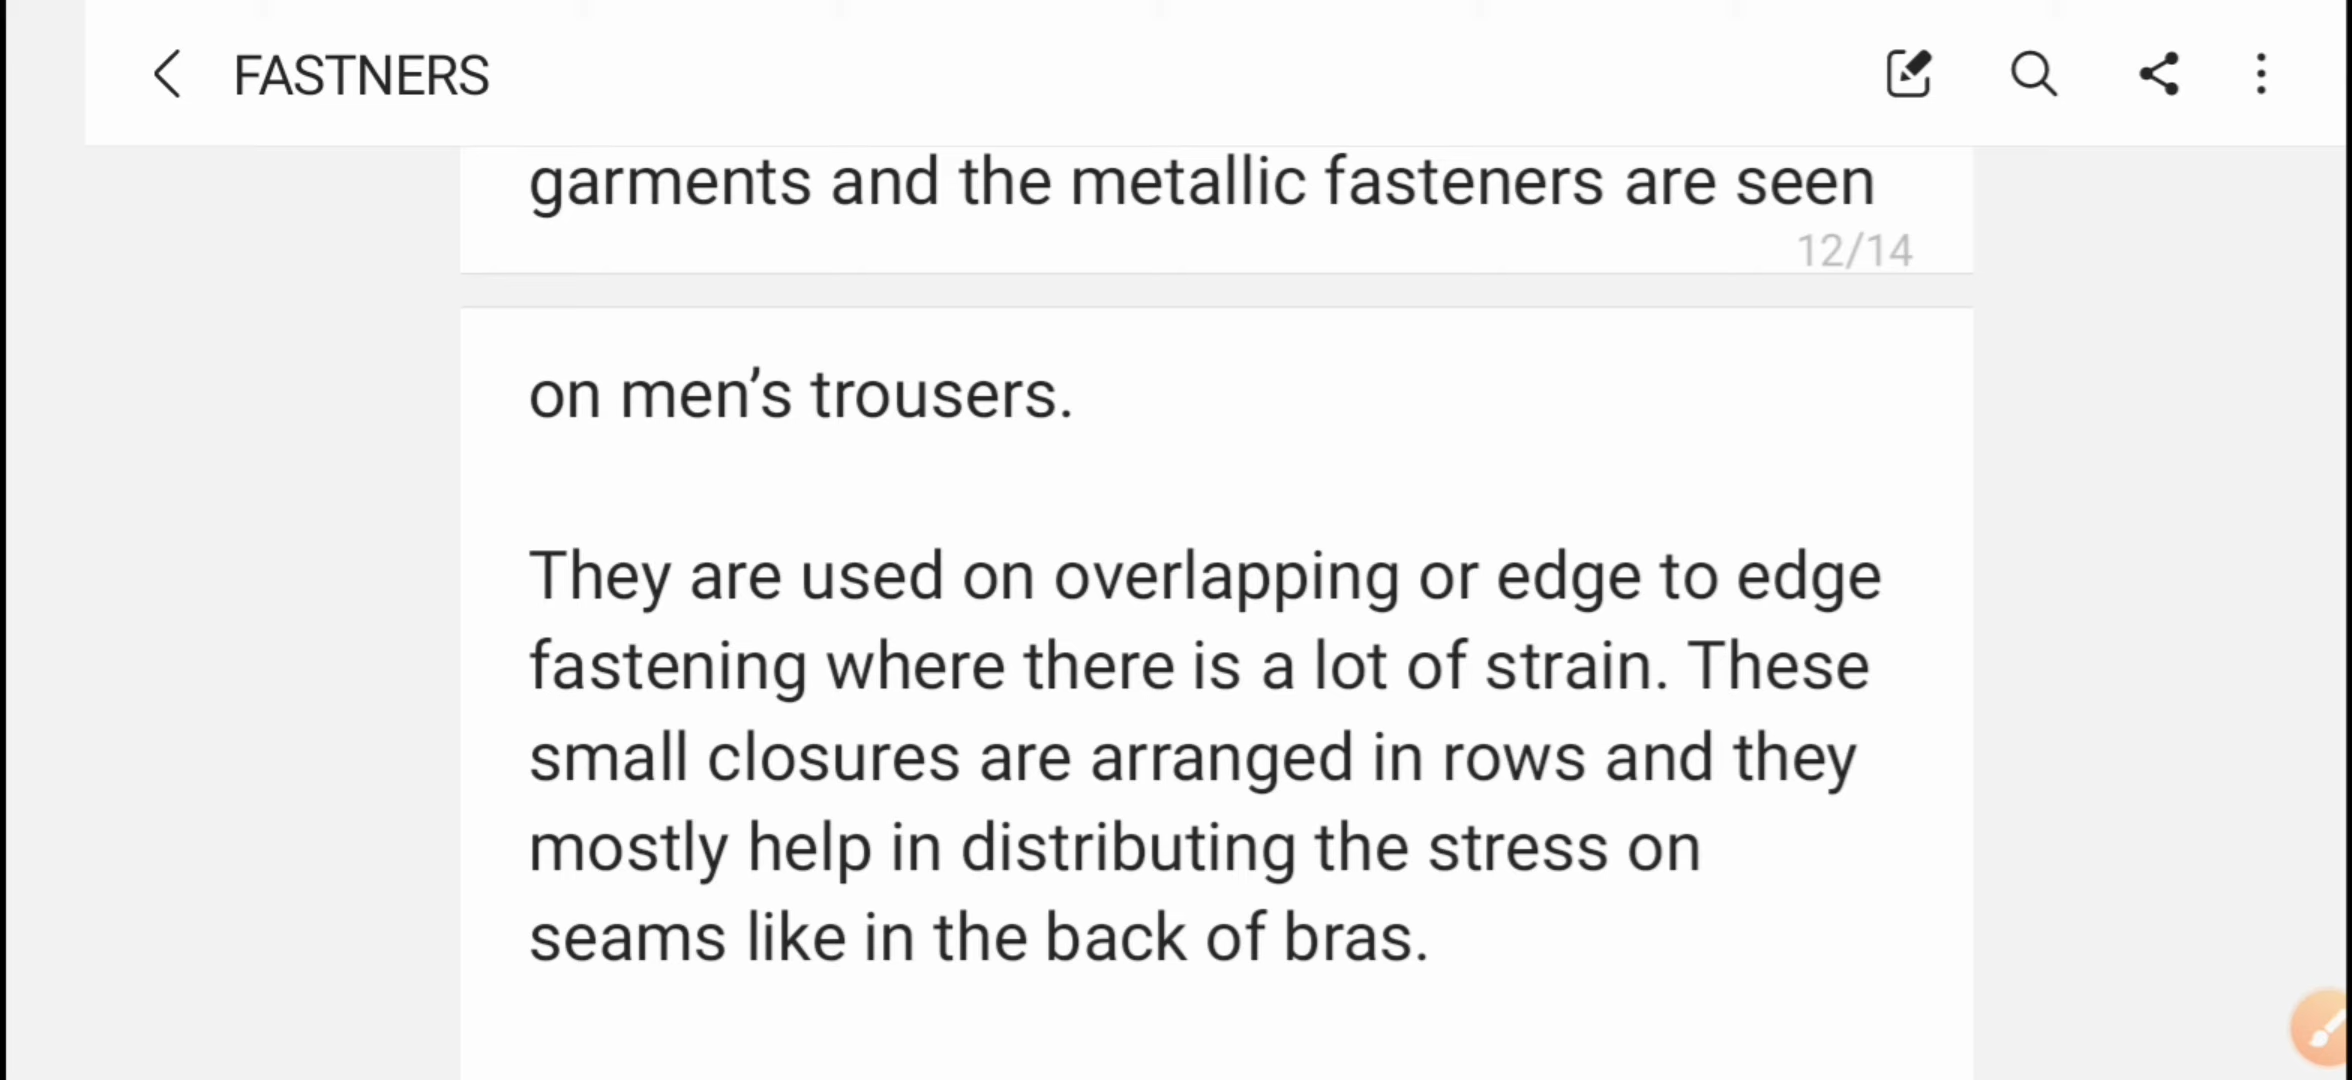 FASTNERS
garments and the metallic fasteners are seen
12/14
on men’s trousers.
They are used on overlapping or edge to edge
fastening where there is a lot of strain. These
small closures are arranged in rows and they
mostly help in distributing the stress on
seams like in the back of bras.